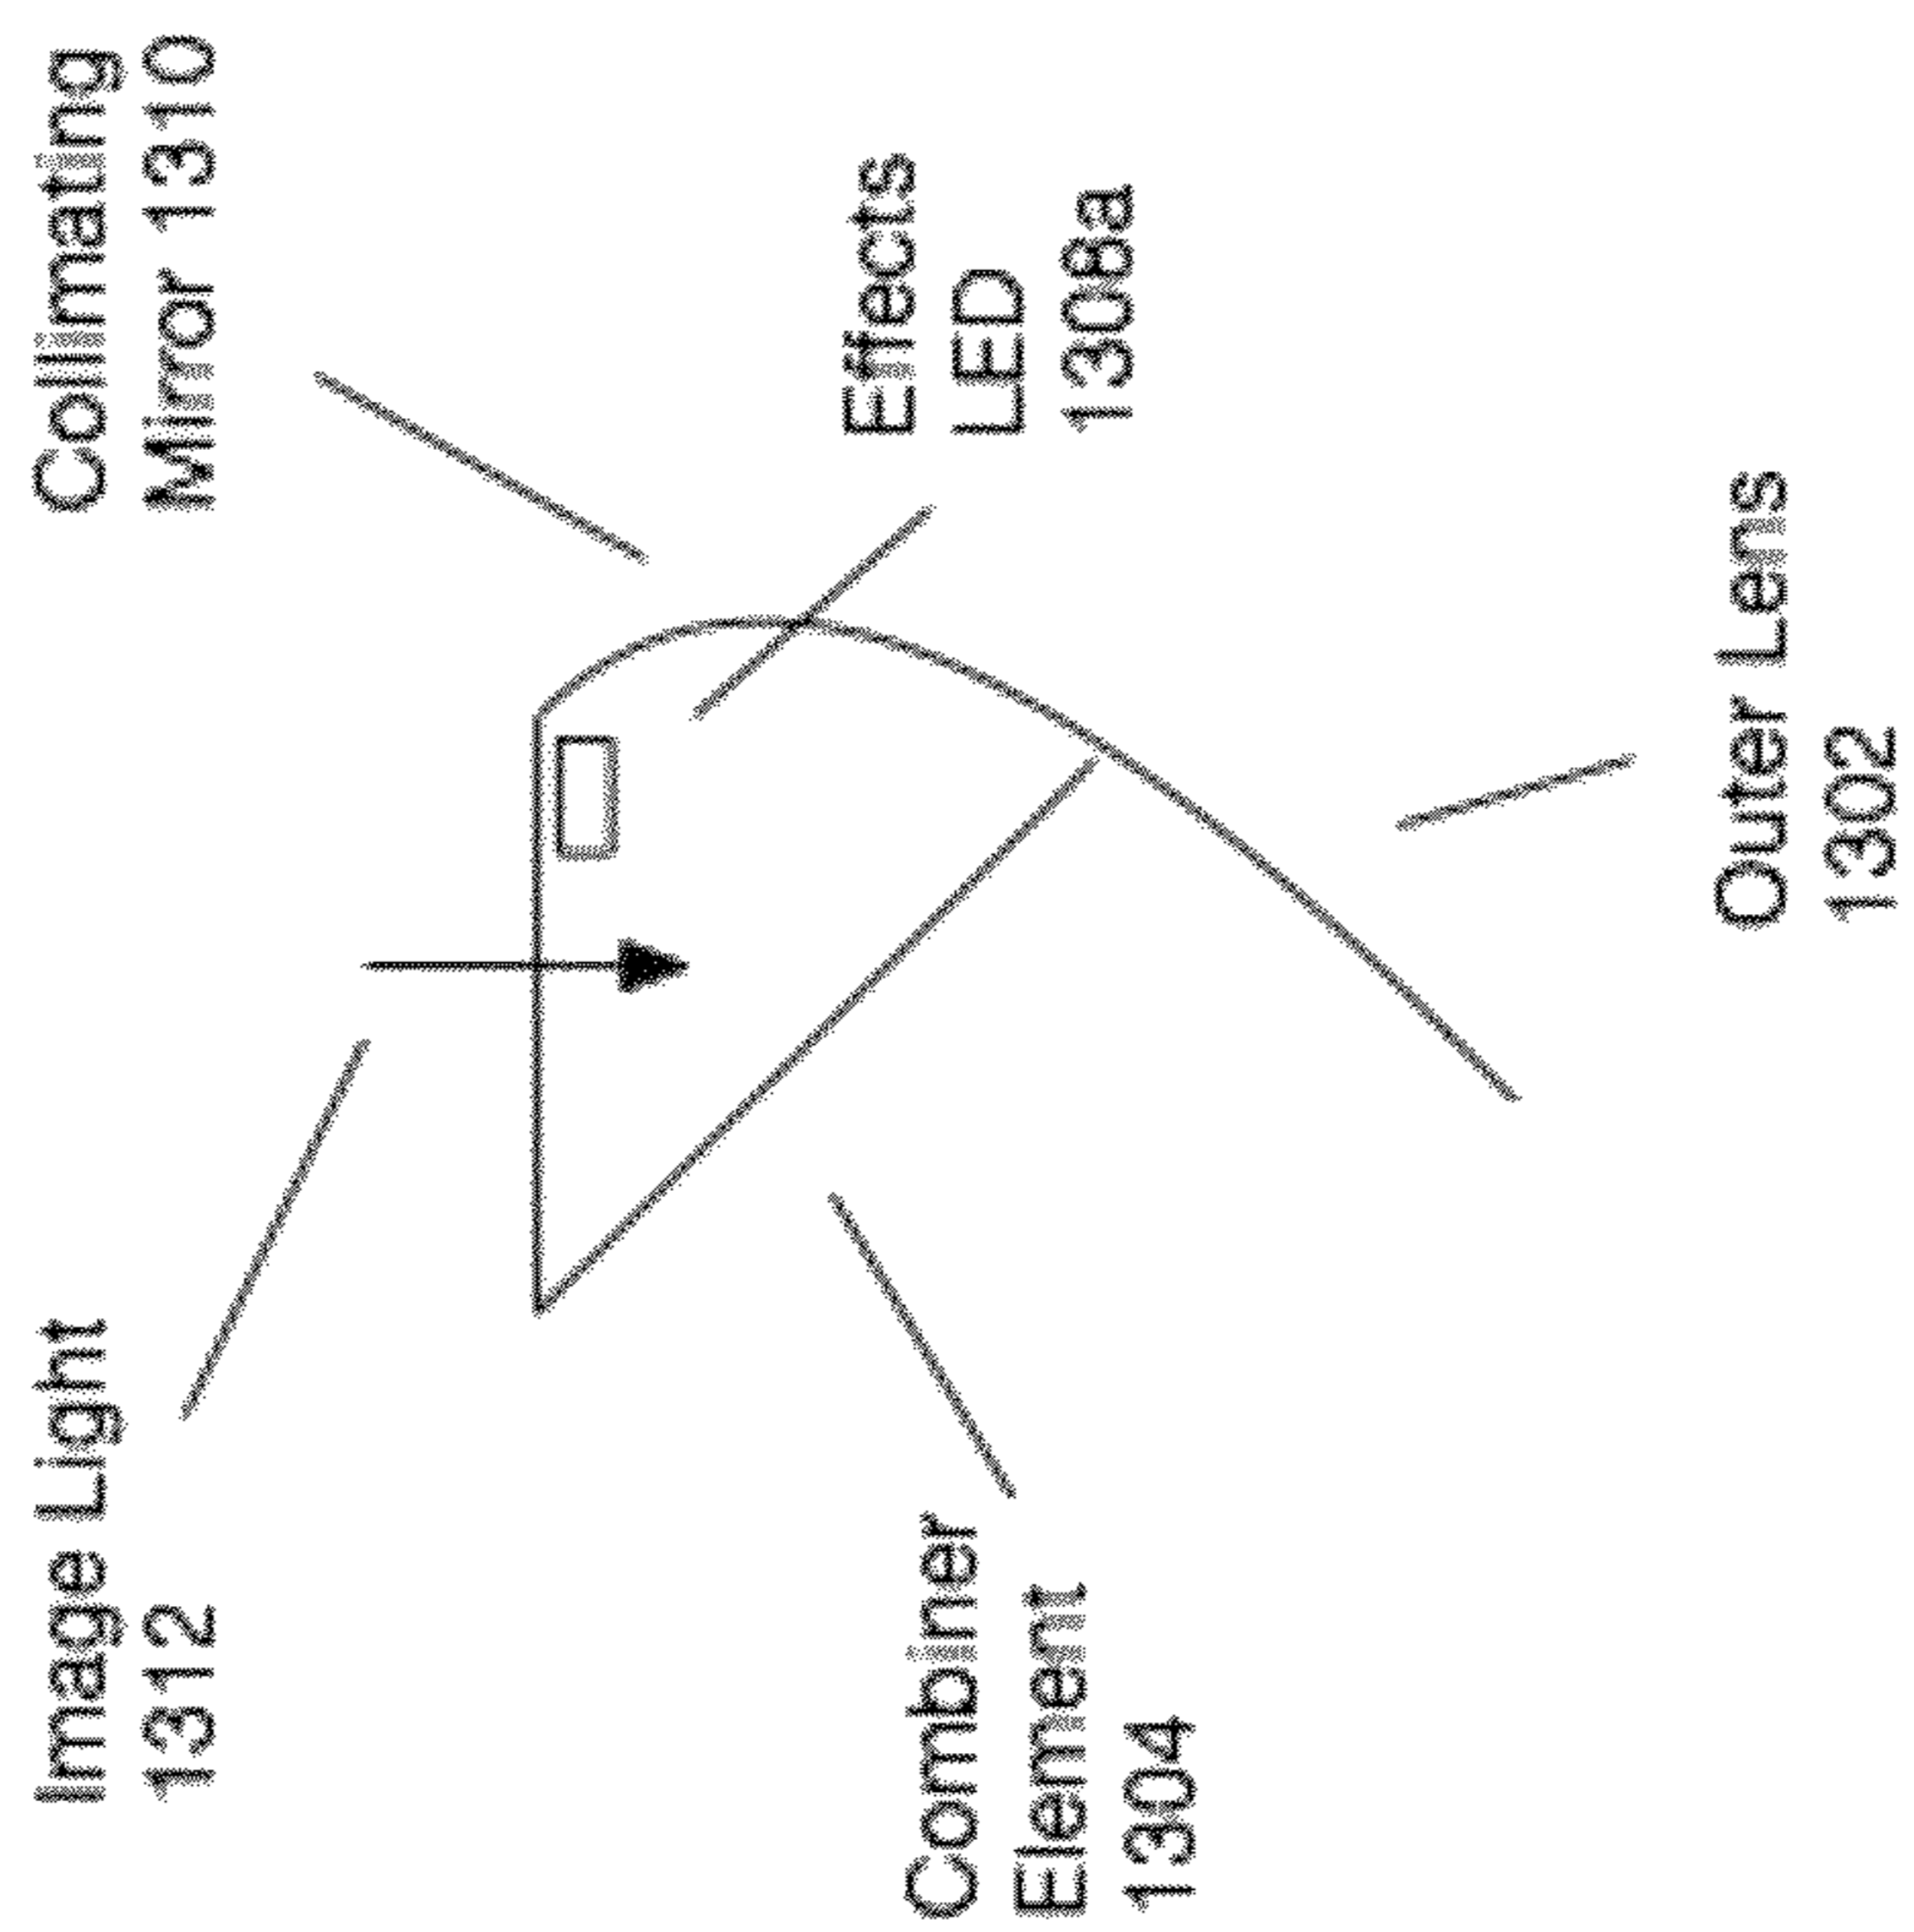 Image Light
1312
Collimating
Mirror 1310
Effects
LED
1308a
Combiner
Element
1304
Outer Lens
1302